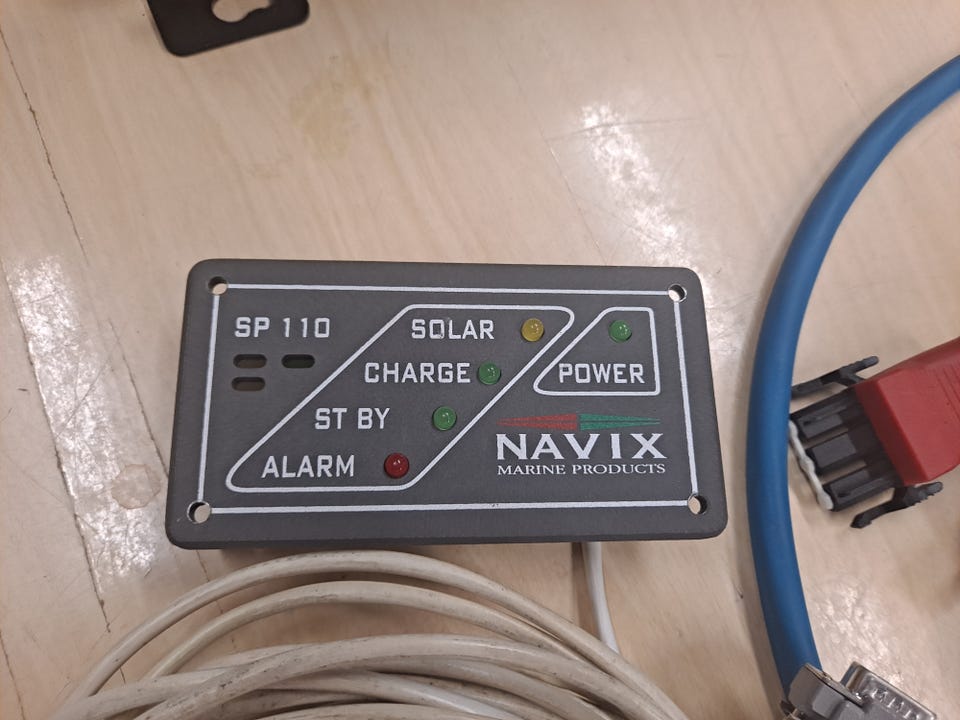 SP 110
SOLAR
CHARGE
ST BY
ALARM
POWER
NAVIX
MARINE PRODUCTS